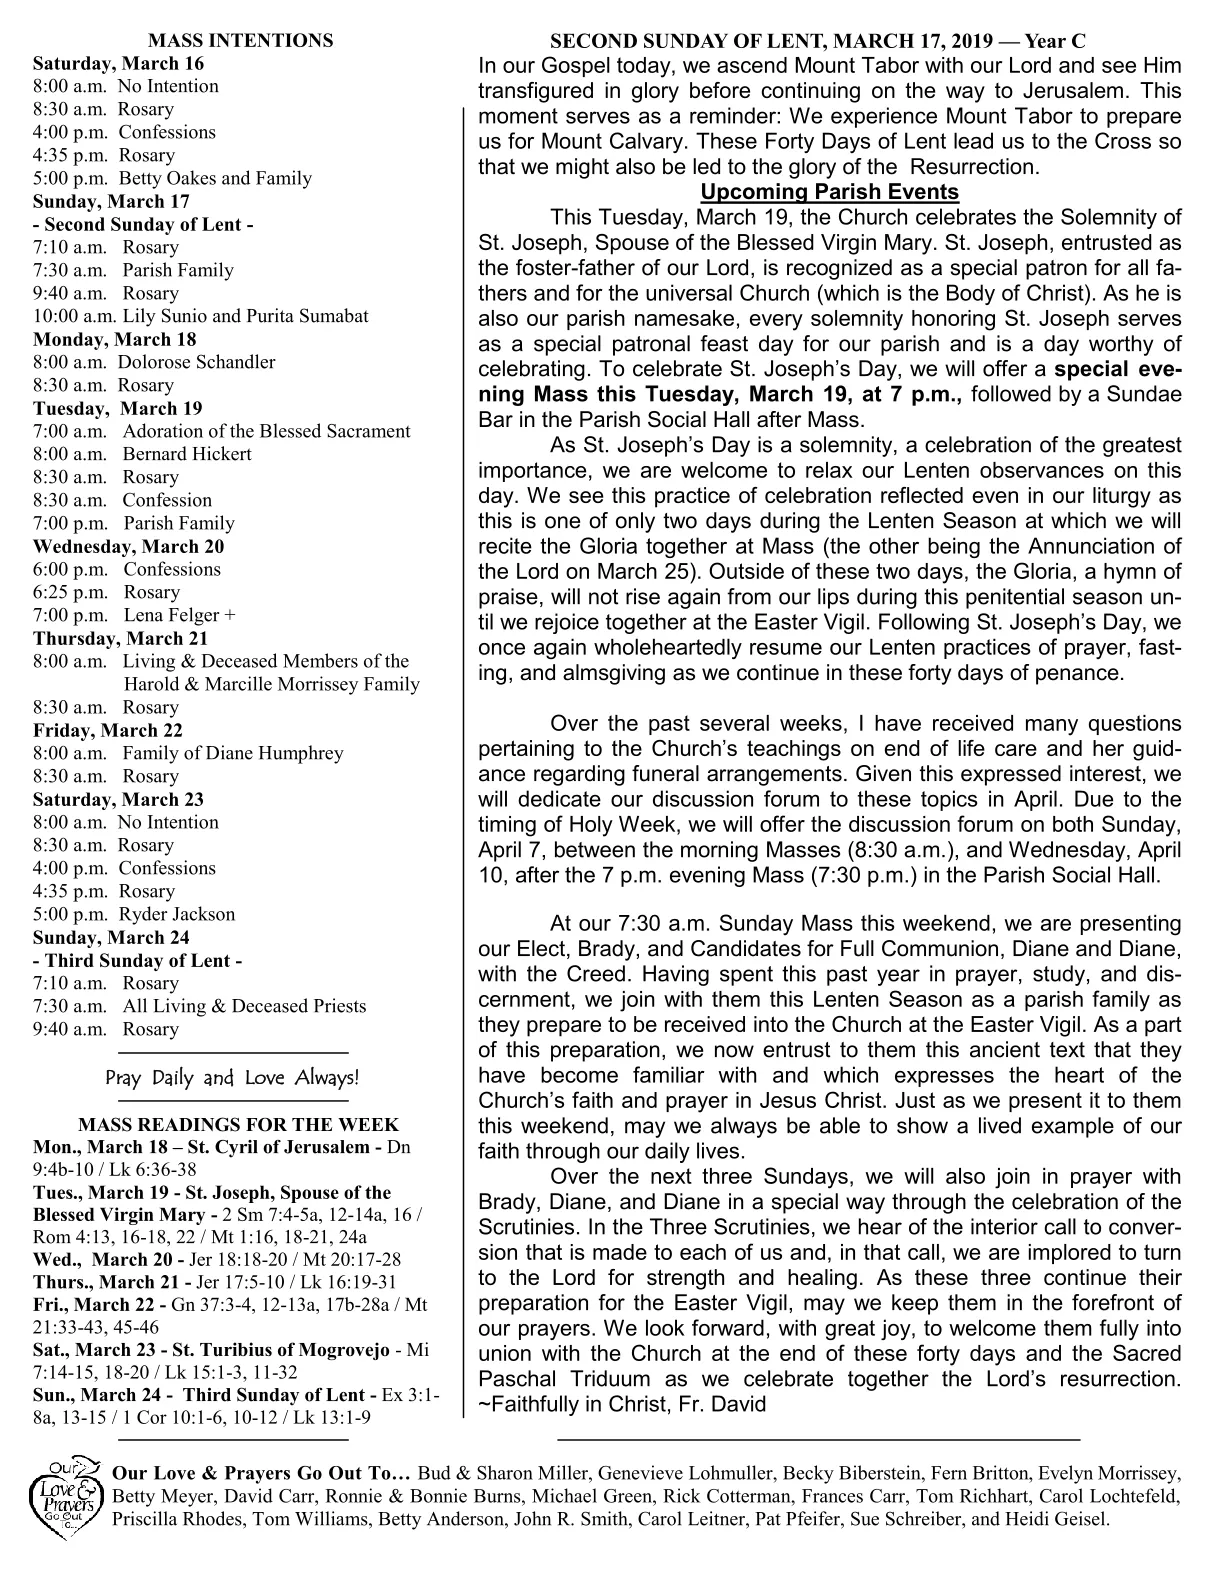 MASS INTENTIONS
Saturday, March 16
8:00 a.m. No Intention
8:30 a.m. Rosary
4:00 p.m. Confessions
4:35 p.m. Rosary
5:00 p.m. Betty Oakes and Family
Sunday, March 17
- Second Sunday of Lent -
7:10 a.m. Rosary
7:30 a.m. Parish Family
9:40 a.m. Rosary
10:00 a.m. Lily Sunio and Purita Sumabat
Monday, March 18
8:00 a.m. Dolorose Schandler
8:30 a.m. Rosary
Tuesday, March 19
7:00 a.m. Adoration of the Blessed Sacrament
8:00 a.m. Bernard Hickert
8:30 a.m. Rosary
8:30 a.m. Confession
7:00 p.m. Parish Family
Wednesday, March 20
6:00 p.m. Confessions
6:25 p.m. Rosary
7:00 p.m. Lena Felger +
Thursday, March 21
8:00 a.m. Living & Deceased Members of the
Harold & Marcille Morrissey Family
8:30 a.m. Rosary
Friday, March 22
8:00 a.m. Family of Diane Humphrey
8:30 a.m. Rosary
Saturday, March 23
8:00 a.m. No Intention
8:30 a.m. Rosary
4:00 p.m. Confessions
4:35 p.m. Rosary
5:00 p.m. Ryder Jackson
Sunday, March 24
- Third Sunday of Lent -
7:10 a.m. Rosary
7:30 a.m. All Living & Deceased Priests
9:40 a.m. Rosary
Pray Daily and Love Always!
MASS READINGS FOR THE WEEK
Mon., March 18 – St. Cyril of Jerusalem - Dn
9:4b-10 / Lk 6:36-38
Tues., March 19 - St. Joseph, Spouse of the
Blessed Virgin Mary - 2 Sm 7:4-5a, 12-14a, 16 /
Rom 4:13, 16-18, 22 / Mt 1:16, 18-21, 24a
Wed., March 20 - Jer 18:18-20 / Mt 20:17-28
Thurs., March 21 - Jer 17:5-10 / Lk 16:19-31
Fri., March 22 - Gn 37:3-4, 12-13a, 17b-28a / Mt
21:33-43, 45-46
Sat., March 23 - St. Turibius of Mogrovejo - Mi
7:14-15, 18-20 / Lk 15:1-3, 11-32
Sun., March 24 - Third Sunday of Lent - Ex 3:1-
8a, 13-15 / 1 Cor 10:1-6, 10-12 / Lk 13:1-9
SECOND SUNDAY OF LENT, MARCH 17, 2019 — Year C
In our Gospel today, we ascend Mount Tabor with our Lord and see Him
transfigured in glory before continuing on the way to Jerusalem. This
moment serves as a reminder: We experience Mount Tabor to prepare
us for Mount Calvary. These Forty Days of Lent lead us to the Cross so
that we might also be led to the glory of the Resurrection.
Upcoming Parish Events
This Tuesday, March 19, the Church celebrates the Solemnity of
St. Joseph, Spouse of the Blessed Virgin Mary. St. Joseph, entrusted as
the foster-father of our Lord, is recognized as a special patron for all fa-
thers and for the universal Church (which is the Body of Christ). As he is
also our parish namesake, every solemnity honoring St. Joseph serves
as a special patronal feast day for our parish and is a day worthy of
celebrating. To celebrate St. Joseph's Day, we will offer a special eve-
ning Mass this Tuesday, March 19, at 7 p.m., followed by a Sundae
Bar in the Parish Social Hall after Mass.
As St. Joseph's Day is a solemnity, a celebration of the greatest
importance, we are welcome to relax our Lenten observances on this
day. We see this practice of celebration reflected even in our liturgy as
this is one of only two days during the Lenten Season at which we will
recite the Gloria together at Mass (the other being the Annunciation of
the Lord on March 25). Outside of these two days, the Gloria, a hymn of
praise, will not rise again from our lips during this penitential season un-
til we rejoice together at the Easter Vigil. Following St. Joseph's Day, we
once again wholeheartedly resume our Lenten practices of prayer, fast-
ing, and almsgiving as we continue in these forty days of penance.
Over the past several weeks, I have received many questions
pertaining to the Church's teachings on end of life care and her guid-
ance regarding funeral arrangements. Given this expressed interest, we
will dedicate our discussion forum to these topics in April. Due to the
timing of Holy Week, we will offer the discussion forum on both Sunday,
April 7, between the morning Masses (8:30 a.m.), and Wednesday, April
10, after the 7 p.m. evening Mass (7:30 p.m.) in the Parish Social Hall.
At our 7:30 a.m. Sunday Mass this weekend, we are presenting
our Elect, Brady, and Candidates for Full Communion, Diane and Diane,
with the Creed. Having spent this past year in prayer, study, and dis-
cernment, we join with them this Lenten Season as a parish family as
they prepare to be received into the Church at the Easter Vigil. As a part
of this preparation, we now entrust to them this ancient text that they
have become familiar with and which expresses the heart of the
Church's faith and prayer in Jesus Christ. Just as we present it to them
this weekend, may we always be able to show a lived example of our
faith through our daily lives.
Over the next three Sundays, we will also join in prayer with
Brady, Diane, and Diane in a special way through the celebration of the
Scrutinies. In the Three Scrutinies, we hear of the interior call to conver-
sion that is made to each of us and, in that call, we are implored to turn
to the Lord for strength and healing. As these three continue their
preparation for the Easter Vigil, may we keep them in the forefront of
our prayers. We look forward, with great joy, to welcome them fully into
union with the Church at the end of these forty days and the Sacred
Paschal Triduum as we celebrate together the Lord's resurrection.
~Faithfully in Christ, Fr. David
Our
Love &
Prayers
Go Out
To...
Our Love & Prayers Go Out To… Bud & Sharon Miller, Genevieve Lohmuller, Becky Biberstein, Fern Britton, Evelyn Morrissey,
Betty Meyer, David Carr, Ronnie & Bonnie Burns, Michael Green, Rick Cotterman, Frances Carr, Tom Richhart, Carol Lochtefeld,
Priscilla Rhodes, Tom Williams, Betty Anderson, John R. Smith, Carol Leitner, Pat Pfeifer, Sue Schreiber, and Heidi Geisel.